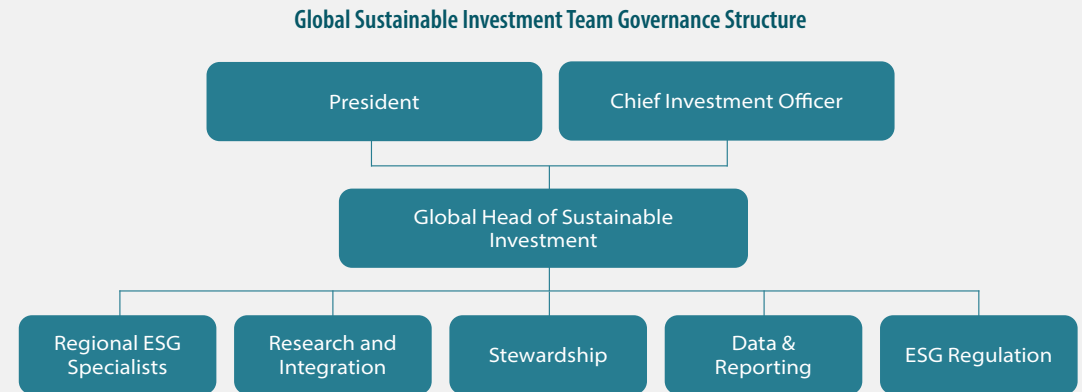 Global Sustainable Investment Team Governance Structure
President
Chief Investment Officer
Global Head of Sustainable
Investment
Regional ESG
Specialists
Research and
Integration
Stewardship
Data &
Reporting
ESG Regulation